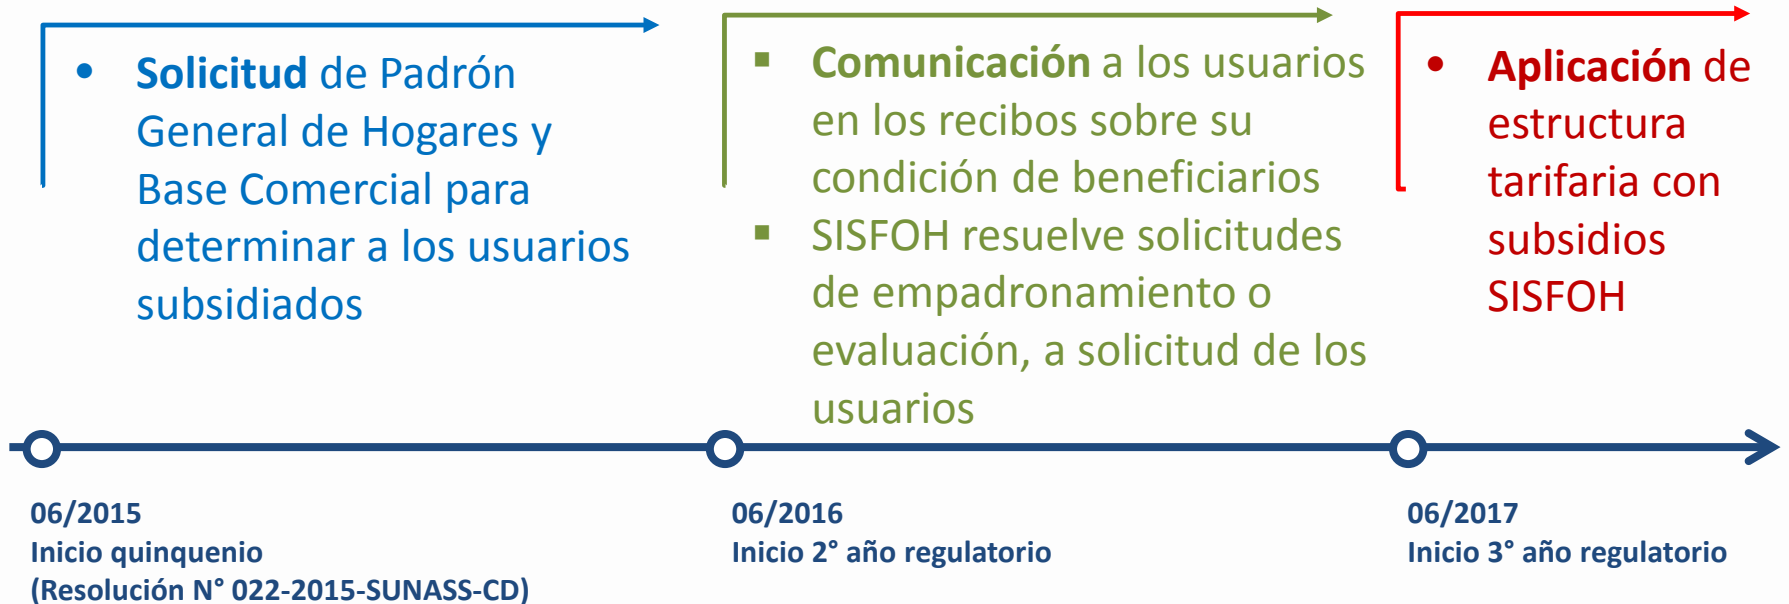 • Solicitud de Padrón
General de Hogares y
Base Comercial para
determinar a los usuarios
subsidiados
▪ Comunicación a los usuarios
en los recibos sobre su
condición de beneficiarios
▪ SISFOH resuelve solicitudes
de empadronamiento o
evaluación, a solicitud de los
usuarios
• Aplicación de
estructura
tarifaria con
subsidios
SISFOH
06/2015
Inicio quinquenio
(Resolución N° 022-2015-SUNASS-CD)
06/2016
Inicio 2° año regulatorio
06/2017
Inicio 3° año regulatorio